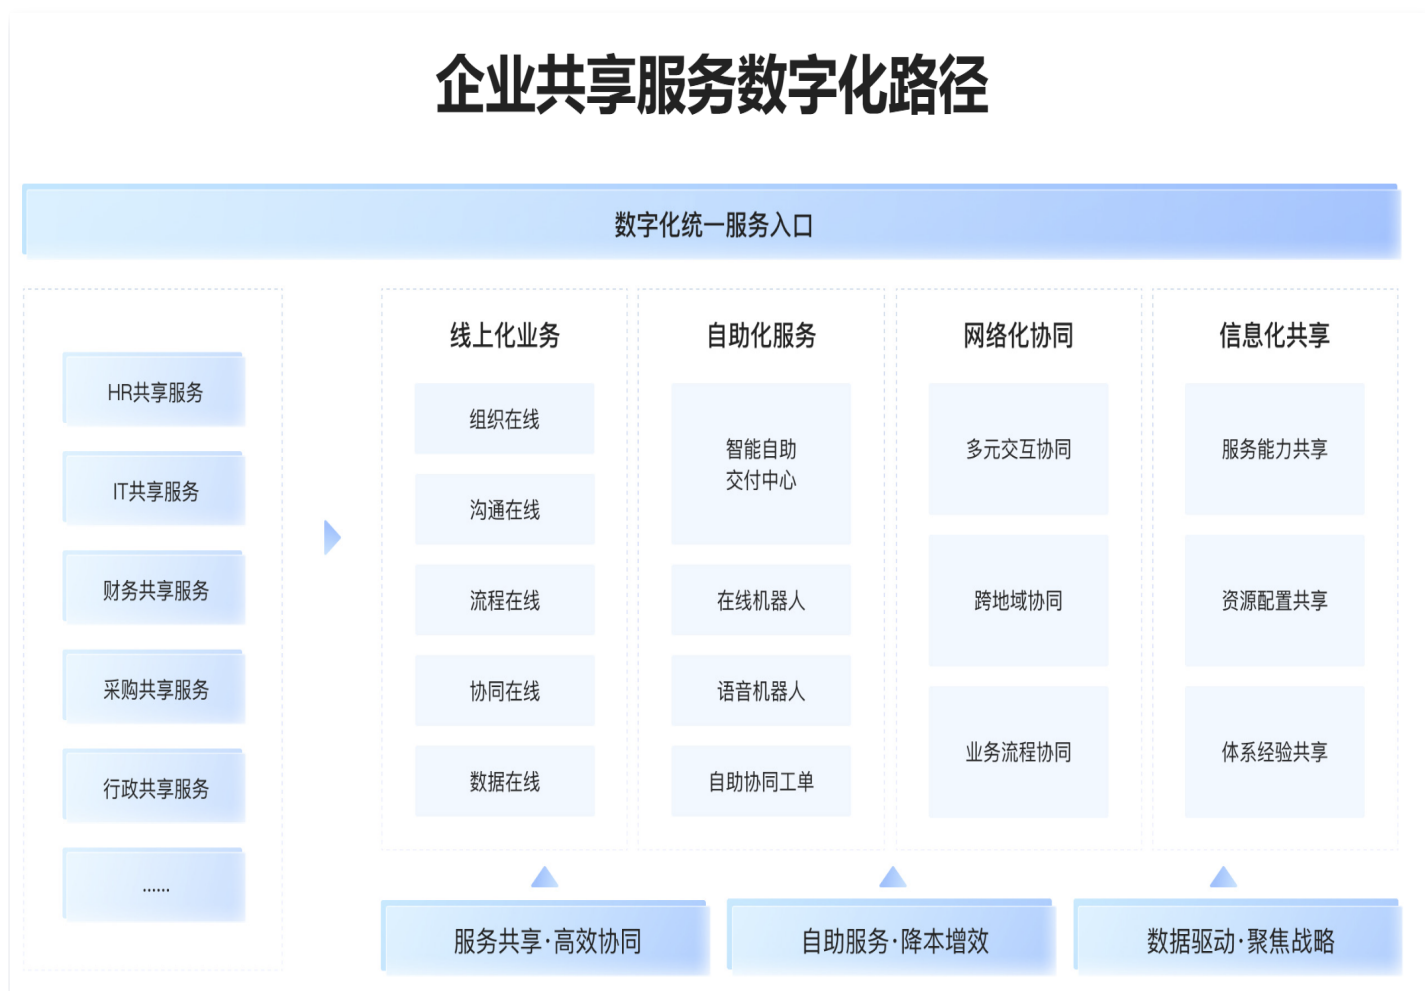 企业共享服务数字化路径
数字化统一服务入口
HR共享服务
IT共享服务
财务共享服务
采购共享服务
行政共享服务
······
线上化业务
组织在线
沟通在线
流程在线
协同在线
数据在线
自助化服务
智能自助
交付中心
在线机器人
语音机器人
自助协同工单
网络化协同
多元交互协同
跨地域协同
业务流程协同
信息化共享
服务能力共享
资源配置共享
体系经验共享
服务共享·高效协同
自助服务·降本增效
数据驱动·聚焦战略